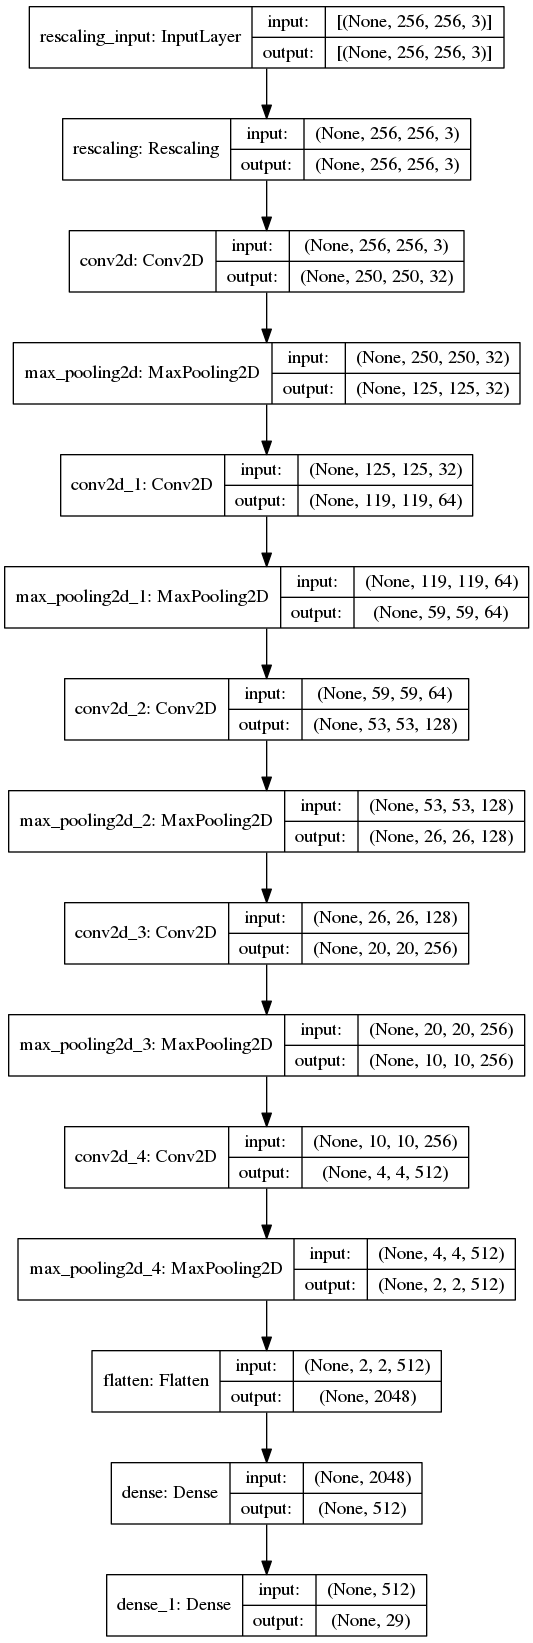 rescaling_input: InputLayer
input: [(None, 256, 256, 3)]
output: [(None, 256, 256, 3)]
rescaling: Rescaling
input: (None, 256, 256, 3)
output: (None, 256, 256, 3)
conv2d: Conv2D
input: (None, 256, 256, 3)
output: (None, 250, 250, 32)
max_pooling2d: MaxPooling2D
input: (None, 250, 250, 32)
output: (None, 125, 125, 32)
conv2d_1: Conv2D
input: (None, 125, 125, 32)
output: (None, 119, 119, 64)
max_pooling2d_1: MaxPooling2D
input: (None, 119, 119, 64)
output: (None, 59, 59, 64)
conv2d_2: Conv2D
input: (None, 59, 59, 64)
output: (None, 53, 53, 128)
max_pooling2d_2: MaxPooling2D
input: (None, 53, 53, 128)
output: (None, 26, 26, 128)
conv2d_3: Conv2D
input: (None, 26, 26, 128)
output: (None, 20, 20, 256)
max_pooling2d_3: MaxPooling2D
input: (None, 20, 20, 256)
output: (None, 10, 10, 256)
conv2d_4: Conv2D
input: (None, 10, 10, 256)
output: (None, 4, 4, 512)
max_pooling2d_4: MaxPooling2D
input: (None, 4, 4, 512)
output: (None, 2, 2, 512)
flatten: Flatten
input: (None, 2, 2, 512)
output: (None, 2048)
dense: Dense
input: (None, 2048)
output: (None, 512)
dense_1: Dense
input: (None, 512)
output: (None, 29)